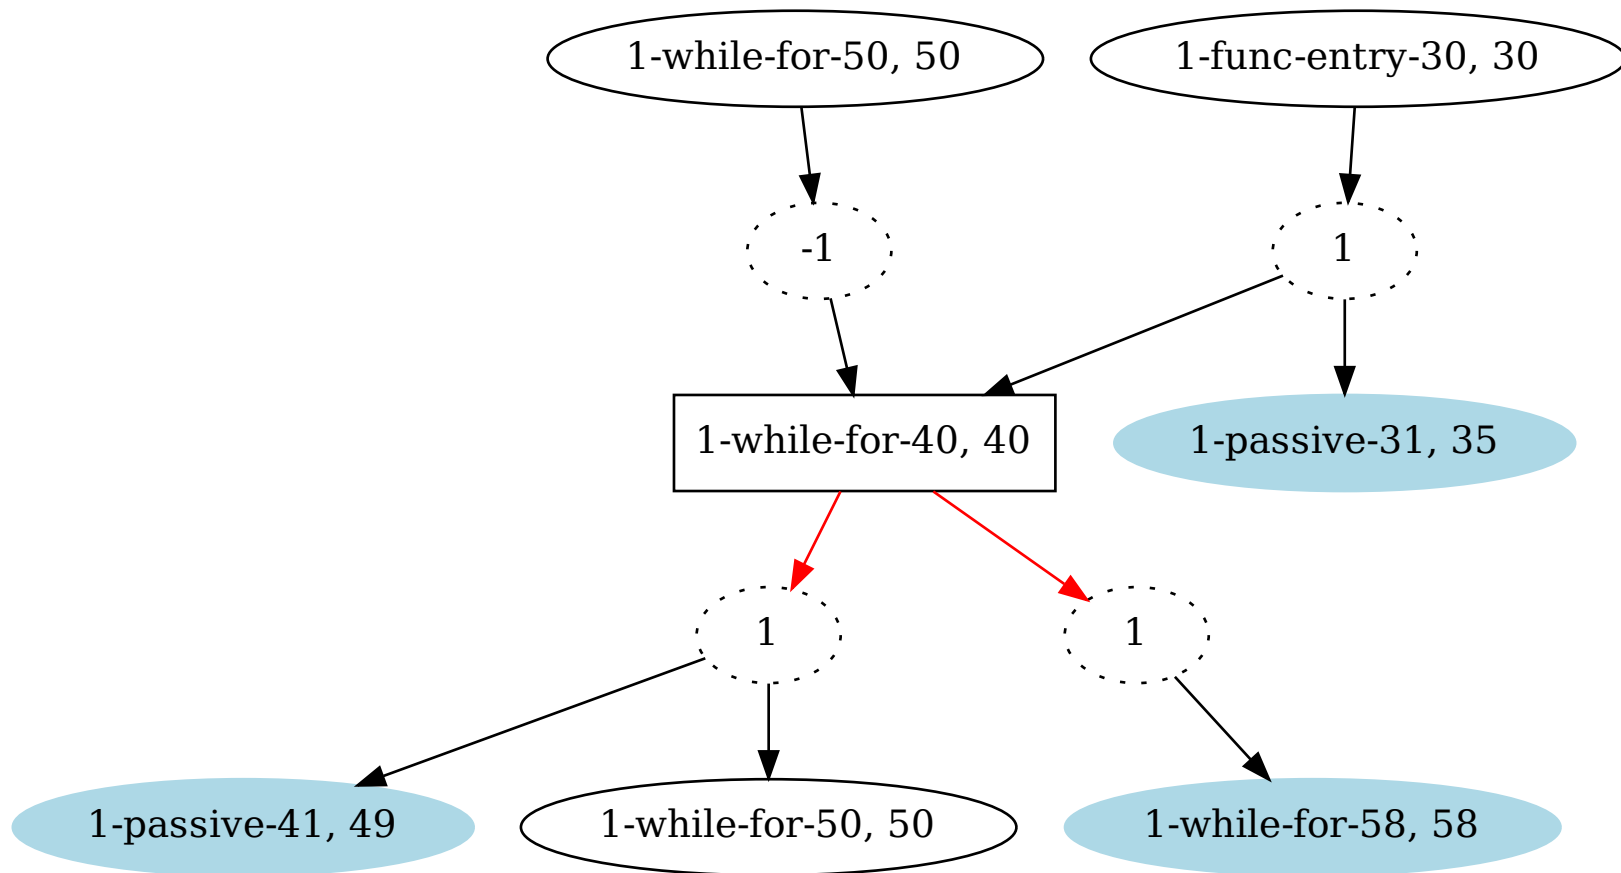 1-while-for-50, 50
1-func-entry-30, 30
-1
1
1-while-for-40, 40
1-passive-31, 35
1
1
1-passive-41, 49
1-while-for-50, 50
1-while-for-58, 58